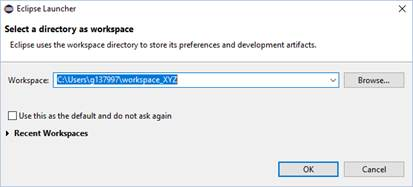 Eclipse Launcher
Select a directory as workspace
Eclipse uses the workspace directory to store its preferences and development artifacts.
Workspace: C:\Users\g137997\workspace_XYZ Browse...
Use this as the default and do not ask again
Recent Workspaces
OK Cancel